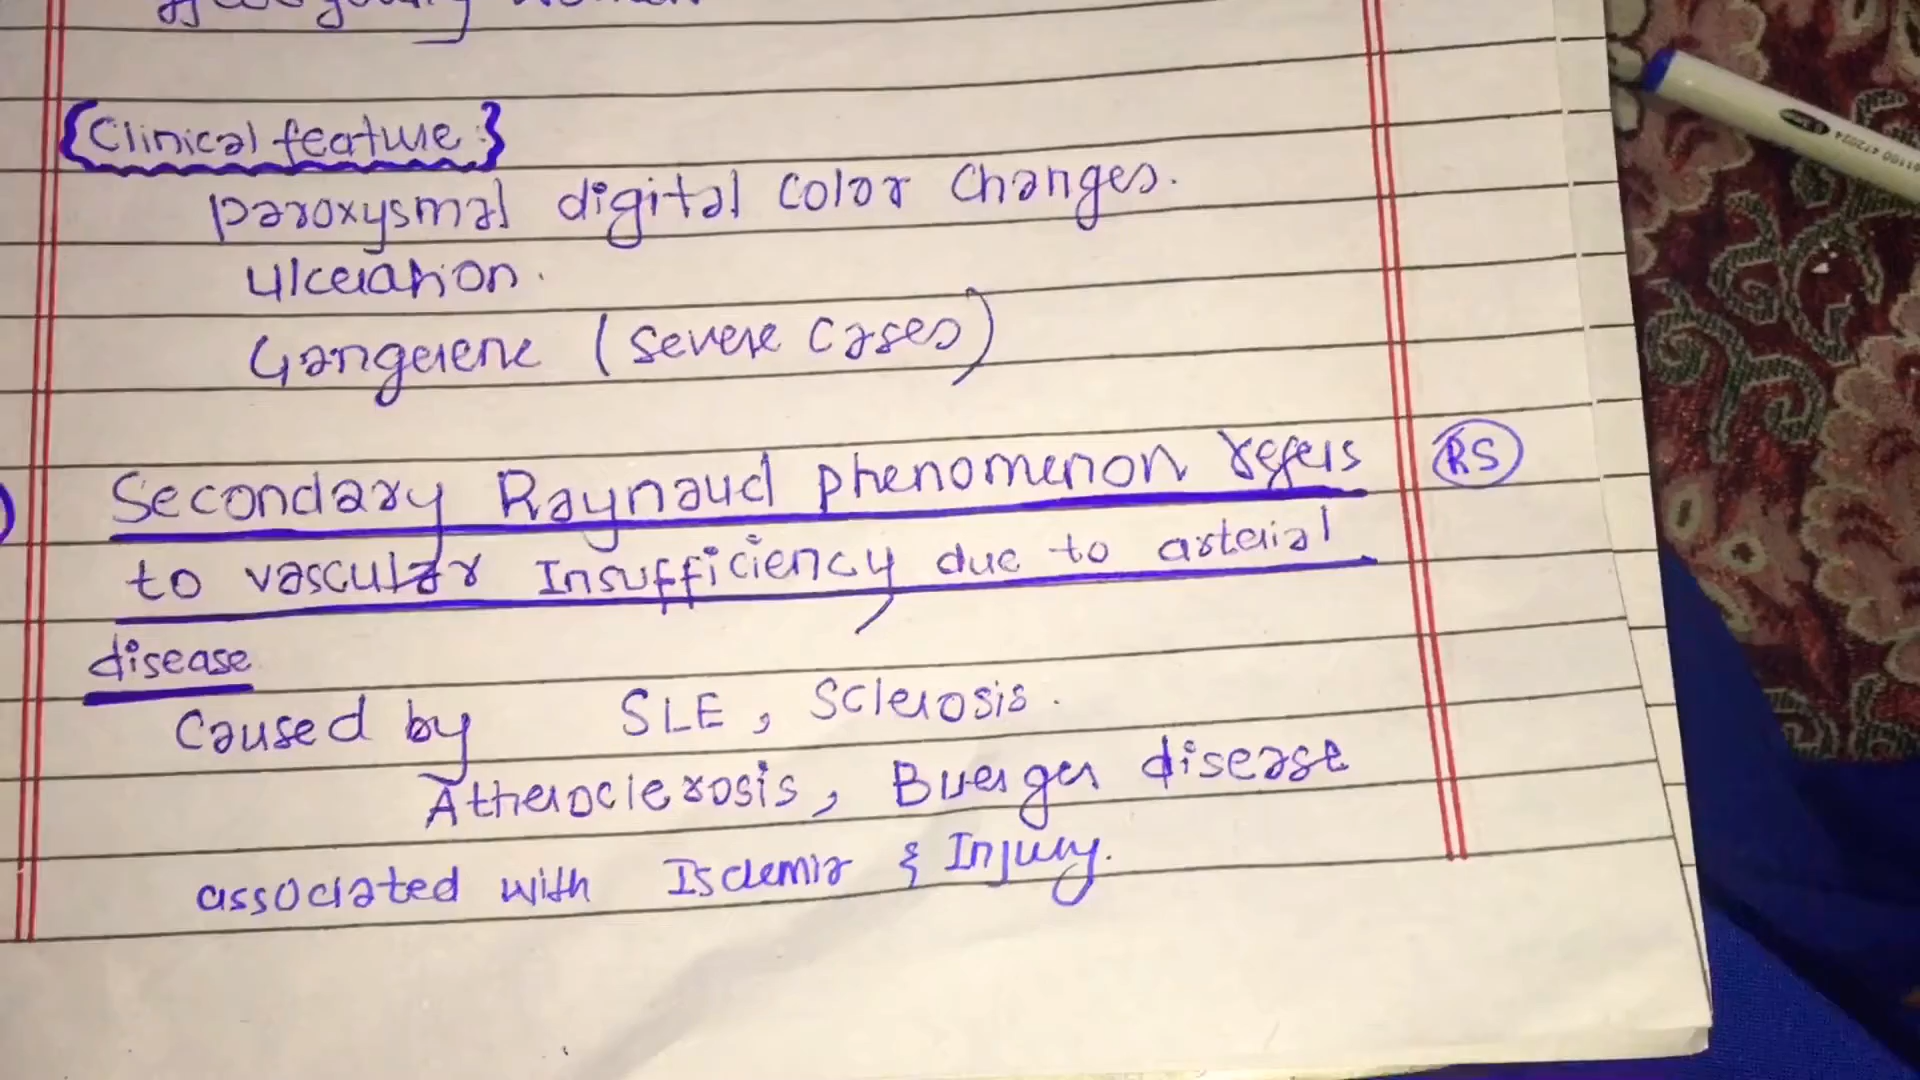 {Clinical feature}
Paroxysmal digital color changes.
Ulceration.
Gangerene (severe cases)
Secondary Raynaud phenomenon refers
RS
to vascular Insufficiency due to arterial
disease
Caused by SLE, Sclerosis.
Atheroclerosis, Buerger disease
associated with Ischemia & Injury.